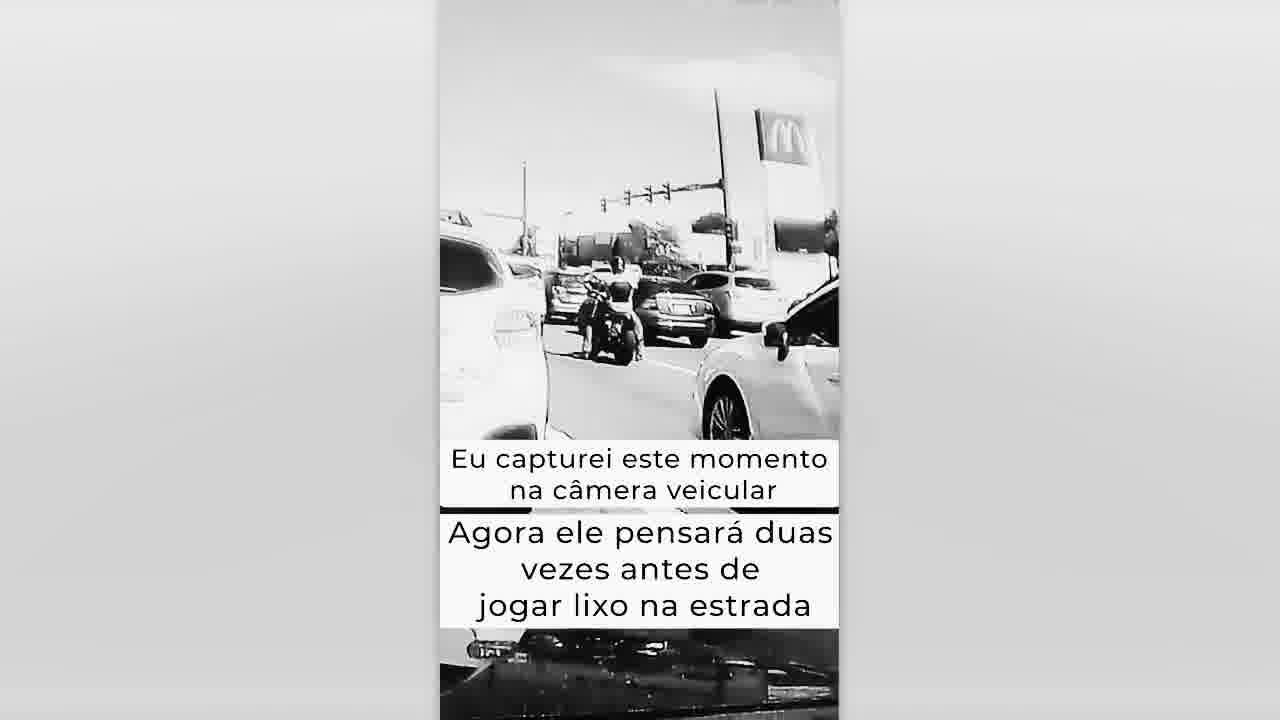 Eu capturei este momento
na câmera veicular
Agora ele pensará duas
vezes antes de
jogar lixo na estrada